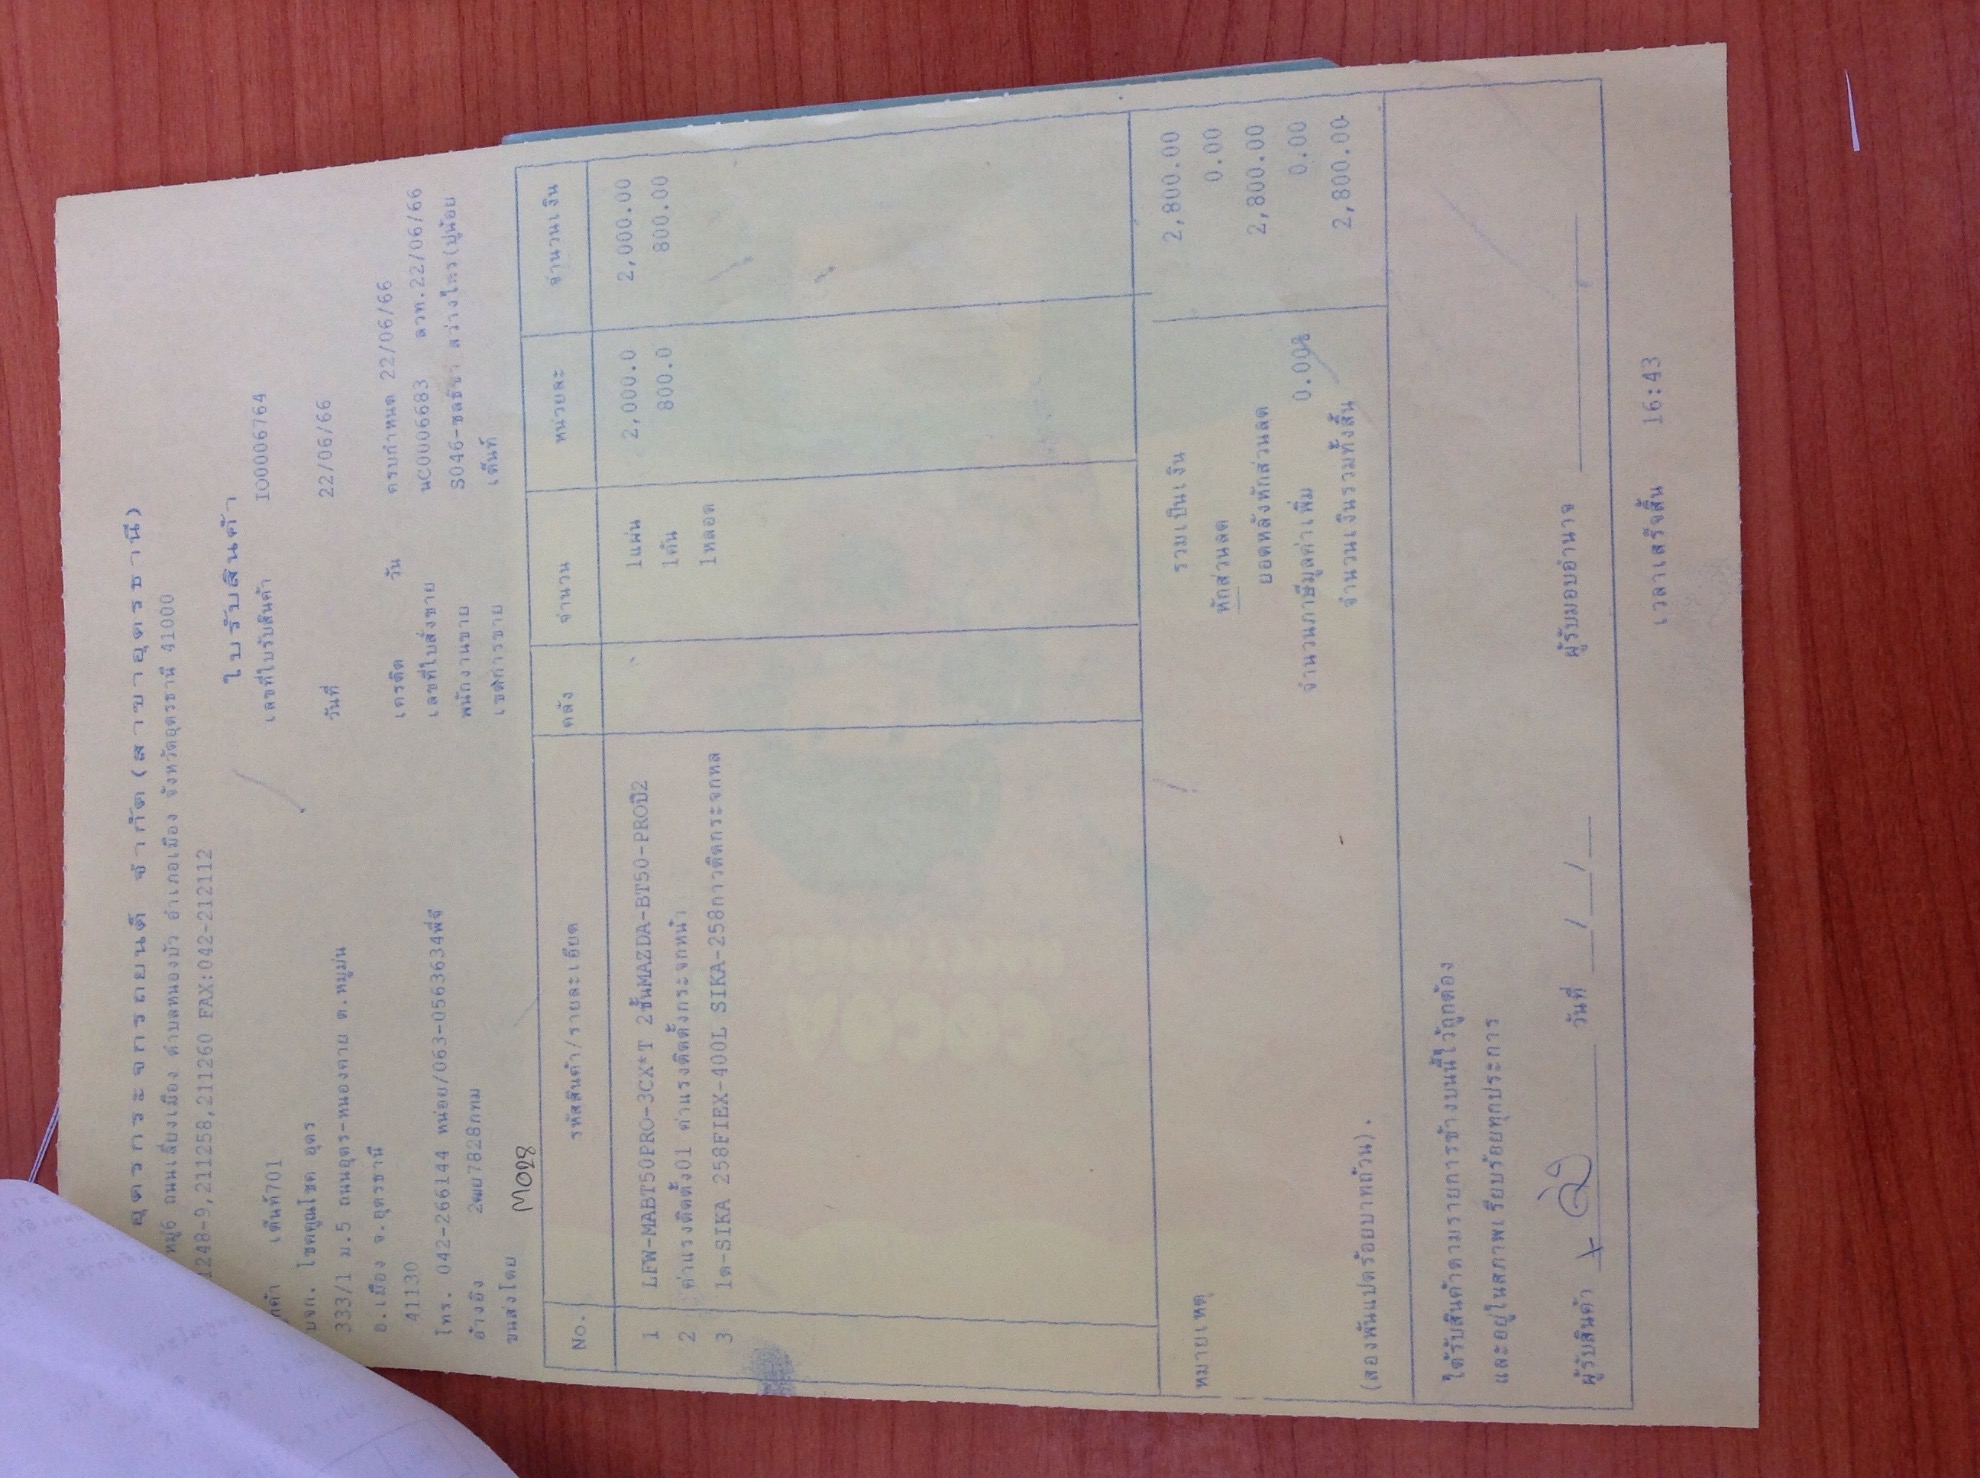 อุดรกระจกรถยนต์ จำกัด(สาขาอุดรธานี)
หมู่6 ถนนเลี่ยงเมือง ตำบลหนองบัว อำเภอเมือง จังหวัดอุดรธานี 41000
1248-9,211258,211260 FAX:042-212112
ใบรับสินค้า
เต็นท์701 เลขที่ใบรับสินค้า IO0006764
บจก. โชคคูณโชค อุดร
333/1 ม.5 ถนนอุดร-หนองคาย ต.หมูม่น วันที่ 22/06/66
อ.เมือง จ.อุดรธานี
41130 เครดิต วัน ครบกำหนด 22/06/66
โทร. 042-266144 หน่อย/063-0563634พี่จี เลขที่ใบสั่งขาย นC0006683 ลวท.22/06/66
อ้างอิง 2ฒย7828กทม พนักงานขาย S046-ชลธิชา สว่างไหว(ปูน้อย
ขนส่งโดย M028 เขตการขาย เต็นท์
No. รหัสสินค้า/รายละเอียด คลัง จำนวน หน่วยละ จำนวนเงิน
1 LFW-MABT50PRO-3CX*T 2ชั้นMAZDA-BT50-PROปี2 1แผ่น 2,000.0 2,000.00
2 ค่าแรงติดตั้ง01 ค่าแรงติดตั้งกระจกหน้า 1คัน 800.0 800.00
3 1ด-SIKA 258FIEX-400L SIKA-258กาวติดกระจกหล 1หลอด
หมายเหตุ รวมเป็นเงิน 2,800.00
หักส่วนลด 0.00
ยอดหลังหักส่วนลด 2,800.00
จำนวนภาษีมูลค่าเพิ่ม 0.00% 0.00
(สองพันแปดร้อยบาทถ้วน). จำนวนเงินรวมทั้งสิ้น 2,800.00
ได้รับสินค้าตามรายการข้างบนนี้ไว้ถูกต้อง
และอยู่ในสภาพเรียบร้อยทุกประการ
ผู้รับสินค้า วันที่ __/__/__ ผู้รับมอบอำนาจ
เวลาเสร็จสิ้น 16:43